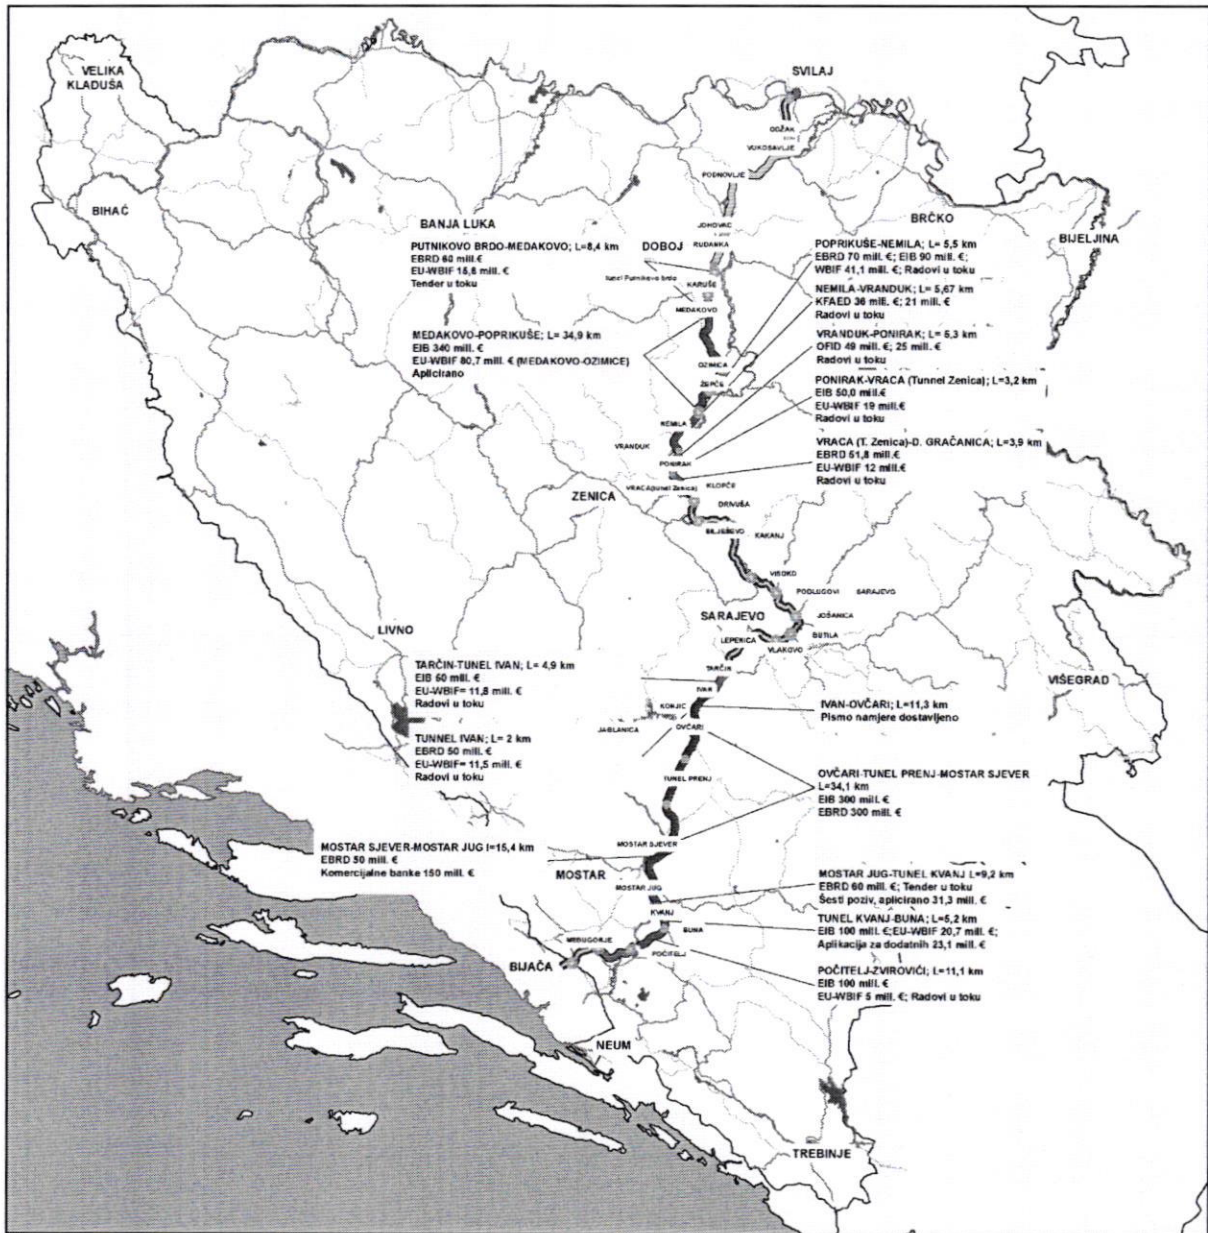 VELIKA
KLADUŠA
SVILAJ
ODŽAK
VUKOSAVLJE
PODNOVLJE
BIHAĆ
BANJA LUKA
BRČKO
BIJELJINA
JOHOVAC
DOBOJ
RUDANKA
PUTNIKOVO BRDO-MEDAKOVO; L=8,4 km
EBRD 60 mill.€
EU-WBIF 15,6 mill. €
Tender u toku
Tunel Putnikovo brdo
KARUŠE
MEDAKOVO
POPRIKUŠE-NEMILA; L= 5,5 km
EBRD 70 mill. €; EIB 90 mill. €;
WBIF 41,1 mill. €; Radovi u toku
NEMILA-VRANDUK; L= 5,67 km
KFAED 36 mill. €; 21 mill. €
Radovi u toku
MEDAKOVO-POPRIKUŠE; L= 34,9 km
EIB 340 mill. €
EU-WBIF 80,7 mill. € (MEDAKOVO-OZIMICE)
Aplicirano
VRANDUK-PONIRAK; L= 5,3 km
OFID 49 mill. €; 25 mill. €
Radovi u toku
OZIMICA
ŽEPČE
PONIRAK-VRACA (Tunnel Zenica); L=3,2 km
EIB 50,0 mill.€
EU-WBIF 19 mill.€
Radovi u toku
NEMILA
VRANDUK
PONIRAK
VRACA (T. Zenica)-D. GRAČANICA; L=3,9 km
EBRD 51,8 mill.€
EU-WBIF 12 mill.€
Radovi u toku
VRACA(tunel Zenica)
KLOPČE
ZENICA
DRIVUŠA
BILJEŠEVO
KAKANJ
VISOKO
PODLUGOVI
SARAJEVO
SARAJEVO
JOŠANICA
LIVNO
LEPENICA
BUTILA
VLAKOVO
TARČIN-TUNEL IVAN; L= 4,9 km
EIB 60 mill. €
EU-WBIF= 11,8 mill. €
Radovi u toku
TARČIN
IVAN
VIŠEGRAD
IVAN-OVČARI; L=11,3 km
Pismo namjere dostavljeno
KONJIC
JABLANICA
OVČARI
TUNNEL IVAN; L= 2 km
EBRD 50 mill. €
EU-WBIF= 11,5 mill. €
Radovi u toku
TUNEL PRENJ
OVČARI-TUNEL PRENJ-MOSTAR SJEVER
L=34,1 km
EIB 300 mill. €
EBRD 300 mill. €
MOSTAR SJEVER
MOSTAR SJEVER-MOSTAR JUG l=15,4 km
EBRD 50 mill. €
Komercijalne banke 150 mill. €
MOSTAR
MOSTAR JUG
MOSTAR JUG-TUNEL KVANJ L=9,2 km
EBRD 60 mill. €; Tender u toku
Šesti poziv, aplicirano 31,3 mill. €
KVANJ
BUNA
TUNEL KVANJ-BUNA; L=5,2 km
EIB 100 mill. €;EU-WBIF 20,7 mill. €;
Aplikacija za dodatnih 23,1 mill. €
MEĐUGORJE
POČITELJ
BIJAČA
POČITELJ-ZVIROVIĆI; L=11,1 km
EIB 100 mill.€
EU-WBIF 5 mill. €; Radovi u toku
NEUM
TREBINJE